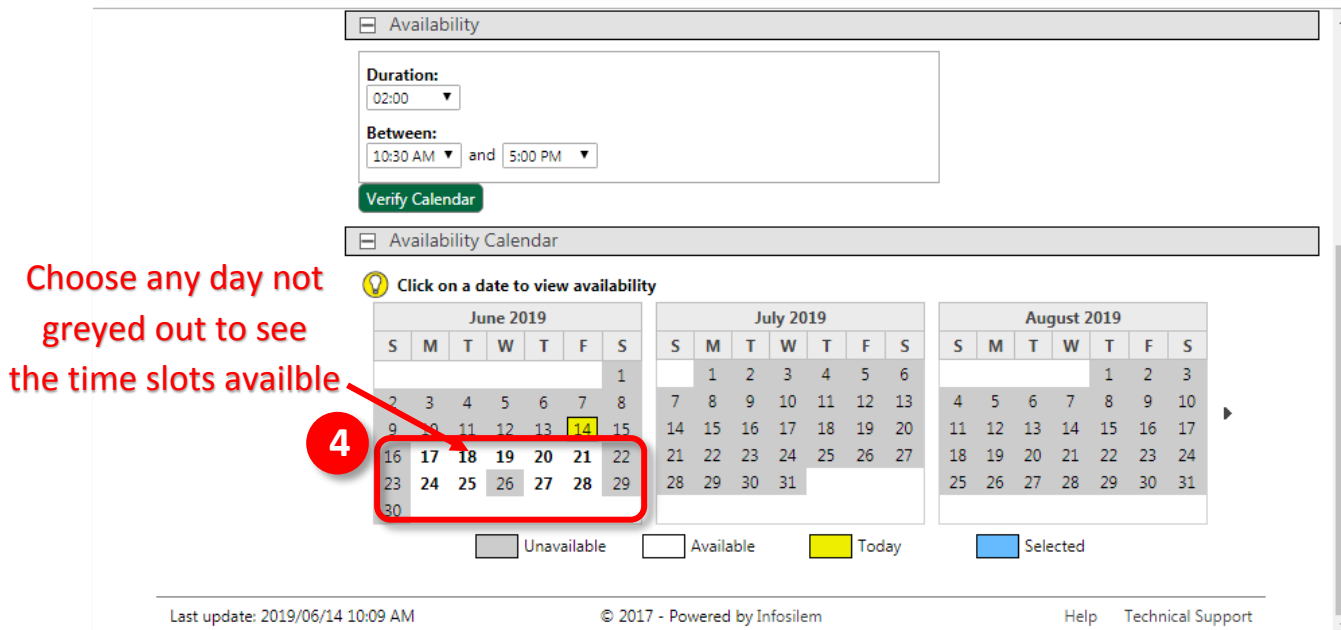 Availability
Duration:
02:00
Between:
10:30 AM and 5:00 PM
Verify Calendar
Availability Calendar
Choose any day not
greyed out to see
the time slots availble
4
Click on a date to view availability
June 2019
S M T W T F S
1
2 3 4 5 6 7 8
9 10 11 12 13 14 15
16 17 18 19 20 21 22
23 24 25 26 27 28 29
30
July 2019
S M T W T F S
1 2 3 4 5 6
7 8 9 10 11 12 13
14 15 16 17 18 19 20
21 22 23 24 25 26 27
28 29 30 31
August 2019
S M T W T F S
1 2 3
4 5 6 7 8 9 10
11 12 13 14 15 16 17
18 19 20 21 22 23 24
25 26 27 28 29 30 31
Unavailable Available Today Selected
Last update: 2019/06/14 10:09 AM © 2017 - Powered by Infosilem Help Technical Support